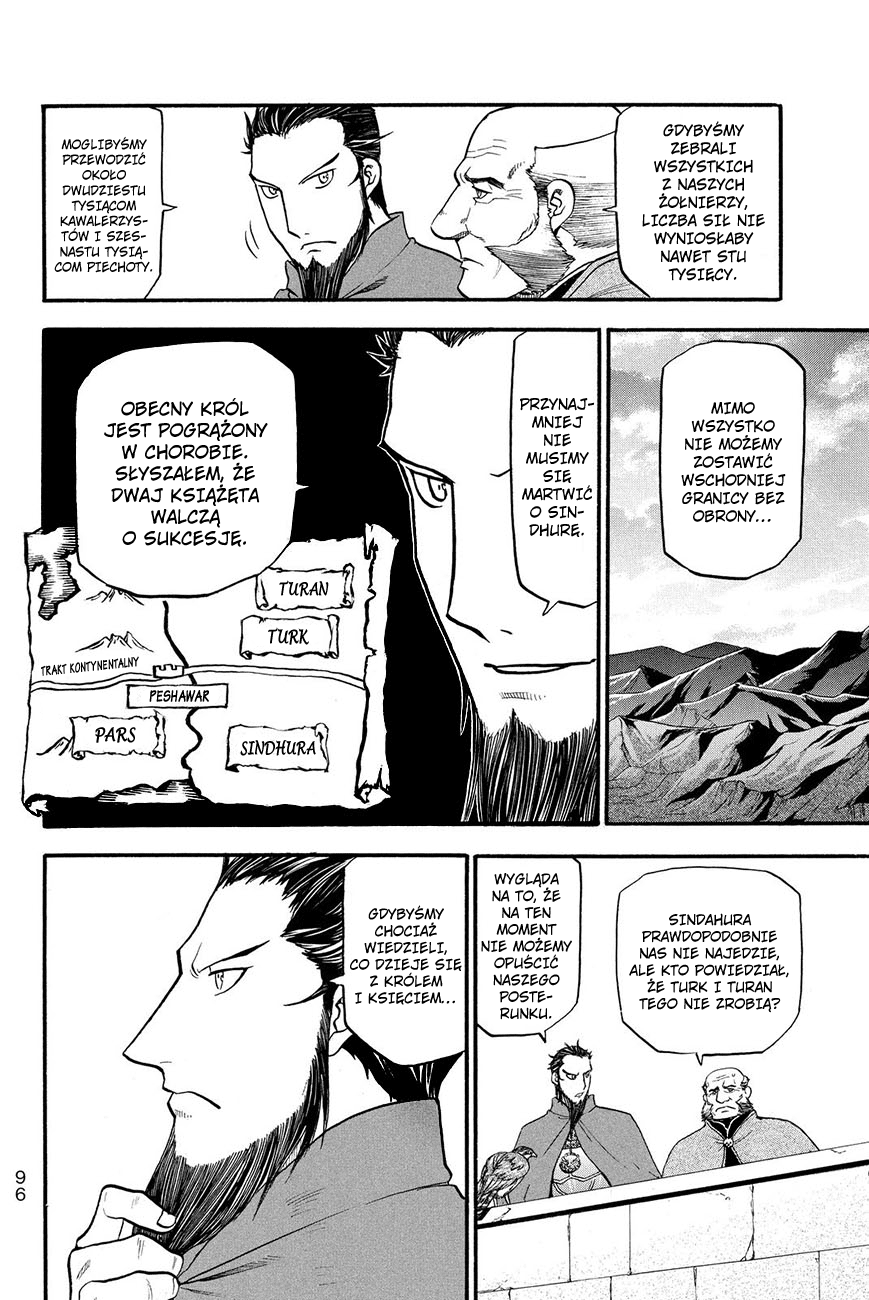 GDYBYŚMY
ZEBRALI
WSZYSTKICH
Z NASZYCH
ŻOŁNIERZY,
LICZBA SIŁ NIE
WYNIOSŁABY
NAWET STU
TYSIĘCY.
MOGLIBYŚMY
PRZEWODZIĆ
OKOŁO
DWUDZIESTU
TYSIĄCOM
KAWALERZYS-
TÓW I SZES-
NASTU TYSIĄ-
COM PIECHOTY.
MIMO
WSZYSTKO
NIE MOŻEMY
ZOSTAWIĆ
WSCHODNIEJ
GRANICY BEZ
OBRONY...
PRZYNAJ-
MNIEJ
NIE
MUSIMY
SIĘ
MARTWIĆ
O SIN-
DHURĘ.
OBECNY KRÓL
JEST POGRĄŻONY
W CHOROBIE.
SŁYSZAŁEM, ŻE
DWAJ KSIĄŻĘTA
WALCZĄ
O SUKCESJĘ.
TURAN
TURK
TRAKT KONTYNENTALNY
PESHAWAR
PARS
SINDHURA
SINDAHURA
PRAWDOPODOBNIE
NAS NIE NAJEDZIE,
ALE KTO POWIEDZIAŁ,
ŻE TURK I TURAN
TEGO NIE ZROBIĄ?
WYGLĄDA
NA TO, ŻE
NA TEN
MOMENT
NIE MOŻEMY
OPUŚCIĆ
NASZEGO
POSTE-
RUNKU.
GDYBYŚMY
CHOCIAŻ
WIEDZIELI,
CO DZIEJE SIĘ
Z KRÓLEM
I KSIĘCIEM...
96